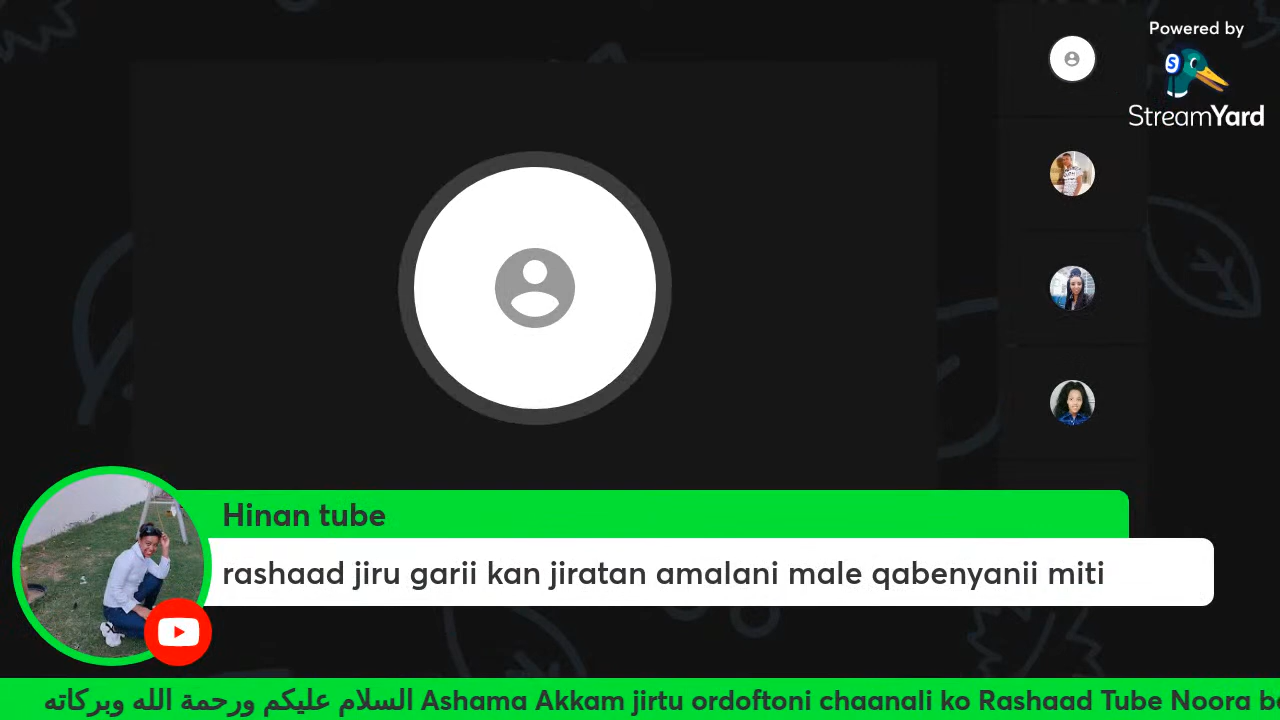 Powered by
StreamYard
Hinan tube
rashaad jiru garii kan jiratan amalani male qabenyanii miti
السلام عليكم ورحمة الله وبركاته Ashama Akkam jirtu ordoftoni chaanali ko Rashaad Tube Noora